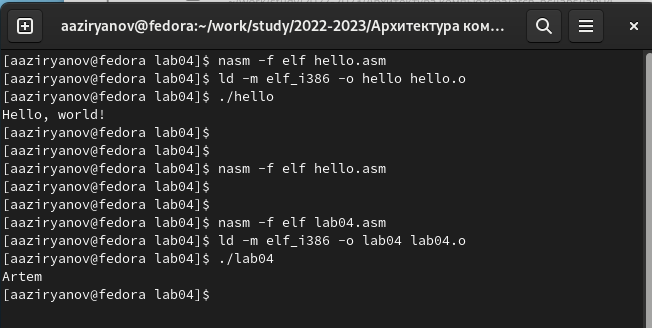 aaziryanov@fedora:~/work/study/2022-2023/Архитектура ком...
[aaziryanov@fedora lab04]$ nasm -f elf hello.asm
[aaziryanov@fedora lab04]$ ld -m elf_i386 -o hello hello.o
[aaziryanov@fedora lab04]$ ./hello
Hello, world!
[aaziryanov@fedora lab04]$
[aaziryanov@fedora lab04]$
[aaziryanov@fedora lab04]$ nasm -f elf hello.asm
[aaziryanov@fedora lab04]$
[aaziryanov@fedora lab04]$
[aaziryanov@fedora lab04]$ nasm -f elf lab04.asm
[aaziryanov@fedora lab04]$ ld -m elf_i386 -o lab04 lab04.o
[aaziryanov@fedora lab04]$ ./lab04
Artem
[aaziryanov@fedora lab04]$